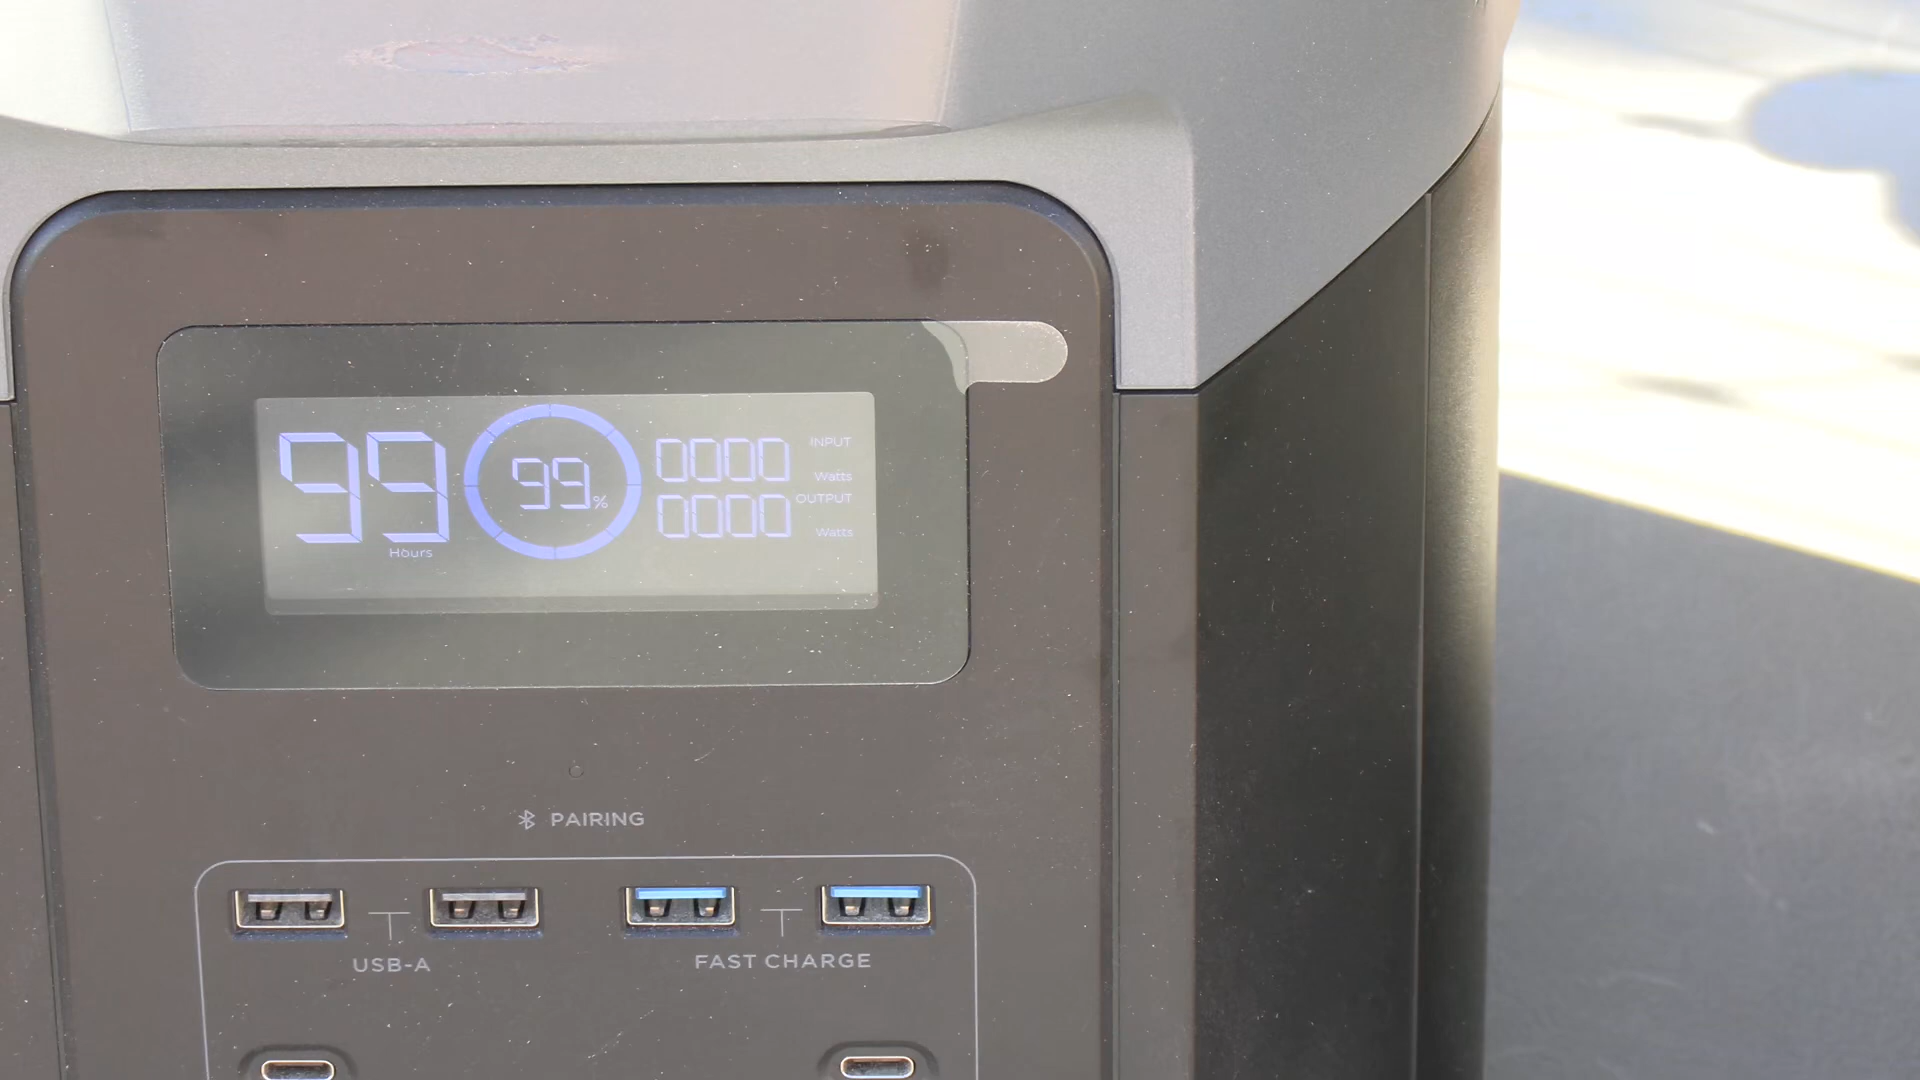 99 Hours
99%
0000 INPUT Watts
0000 OUTPUT Watts
PAIRING
USB-A
FAST CHARGE